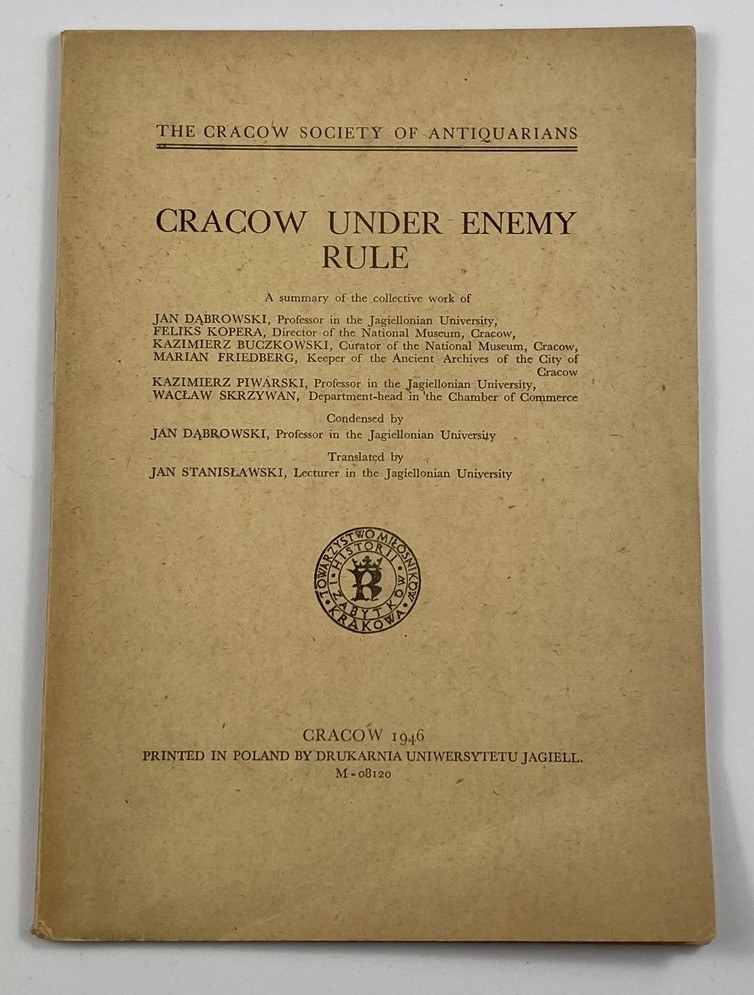 THE CRACOW SOCIETY OF ANTIQUARIANS
CRACOW UNDER ENEMY
RULE
A summary of the collective work of
JAN DĄBROWSKI, Professor in the Jagiellonian University,
FELIKS KOPERA, Director of the National Museum, Cracow,
KAZIMIERZ BUCZKOWSKI, Curator of the National Museum, Cracow,
MARIAN FRIEDBERG, Keeper of the Ancient Archives of the City of
Cracow
KAZIMIERZ PIWARSKI, Professor in the Jagiellonian University,
WACŁAW SKRZYWAN, Department-head in the Chamber of Commerce
Condensed by
JAN DĄBROWSKI, Professor in the Jagiellonian University
Translated by
JAN STANISŁAWSKI, Lecturer in the Jagiellonian University
TOWARZYSTWO MIŁOSNIKÓW
HISTORII
I ZABYTKÓW
KRAKOWA
CRACOW 1946
PRINTED IN POLAND BY DRUKARNIA UNIWERSYTETU JAGIELL.
M - 08120